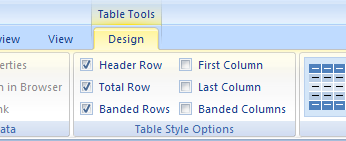 Table Tools
view View Design
erties
n in Browser
nk
ata
Header Row First Column
Total Row Last Column
Banded Rows Banded Columns
Table Style Options